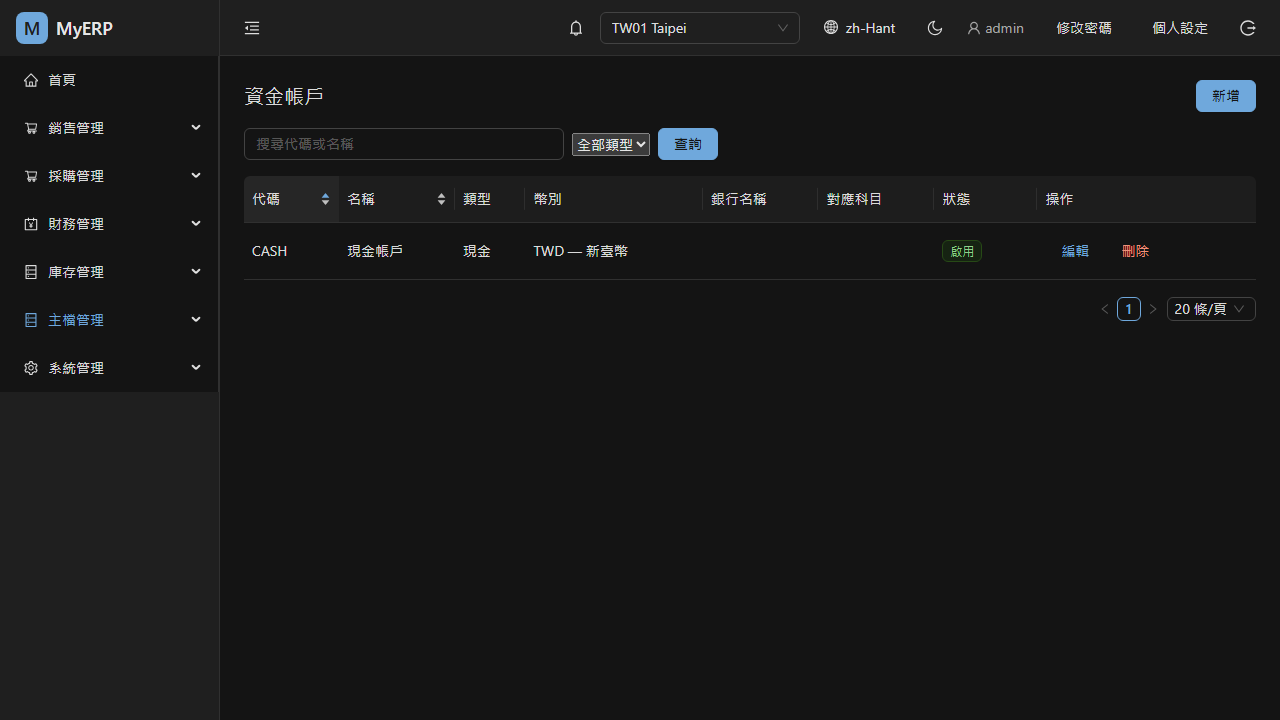 M MyERP
TW01 Taipei
zh-Hant
admin
修改密碼
個人設定
首頁
銷售管理
採購管理
財務管理
庫存管理
主檔管理
系統管理
資金帳戶
新增
搜尋代碼或名稱
全部類型
查詢
代碼 名稱 類型 幣別 銀行名稱 對應科目 狀態 操作
CASH 現金帳戶 現金 TWD — 新臺幣 啟用 編輯 刪除
1 20 條/頁